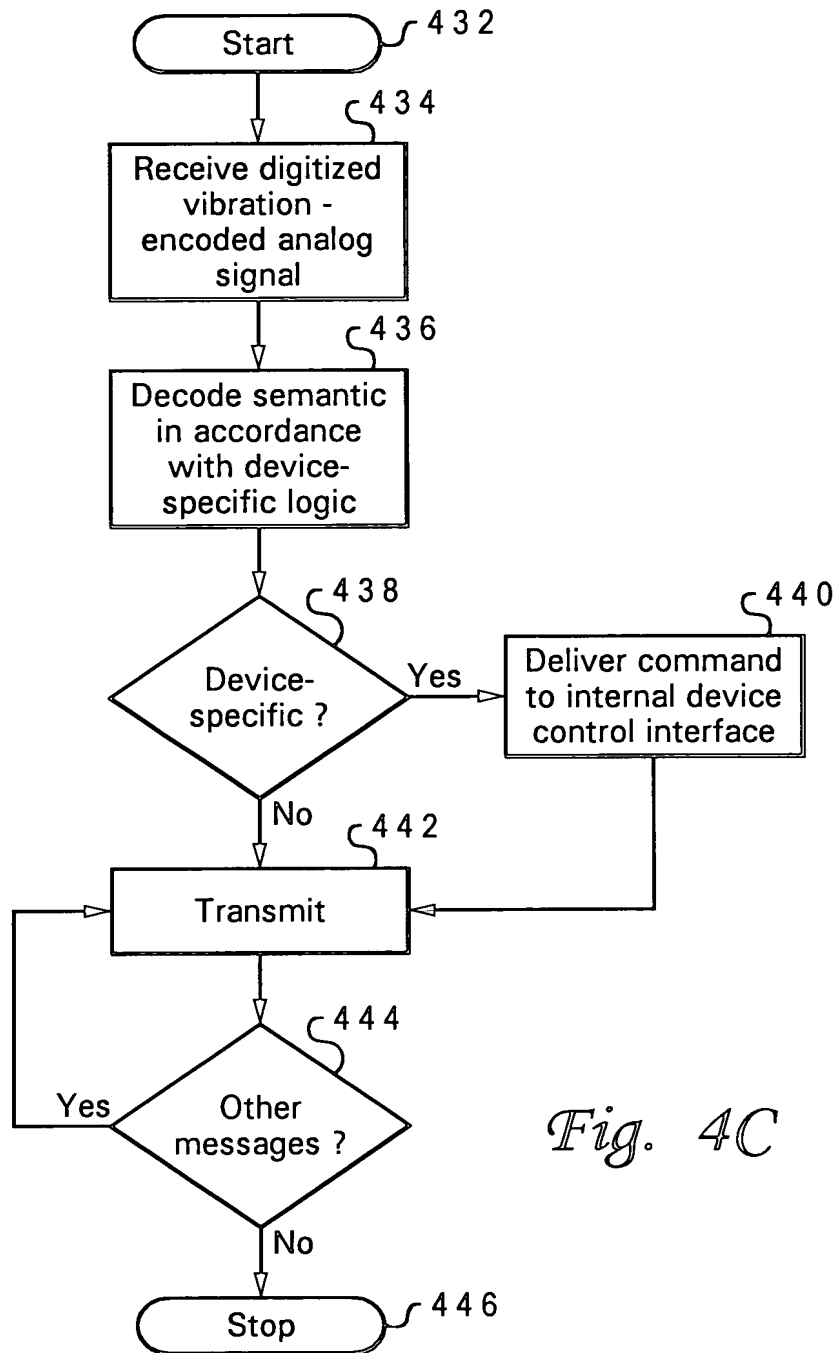 Start
432
434
Receive digitized
vibration -
encoded analog
signal
436
Decode semantic
in accordance
with device-
specific logic
438
Device-
specific ?
Yes
440
Deliver command
to internal device
control interface
No
442
Transmit
444
Other
messages ?
Yes
Fig. 4C
No
Stop
446